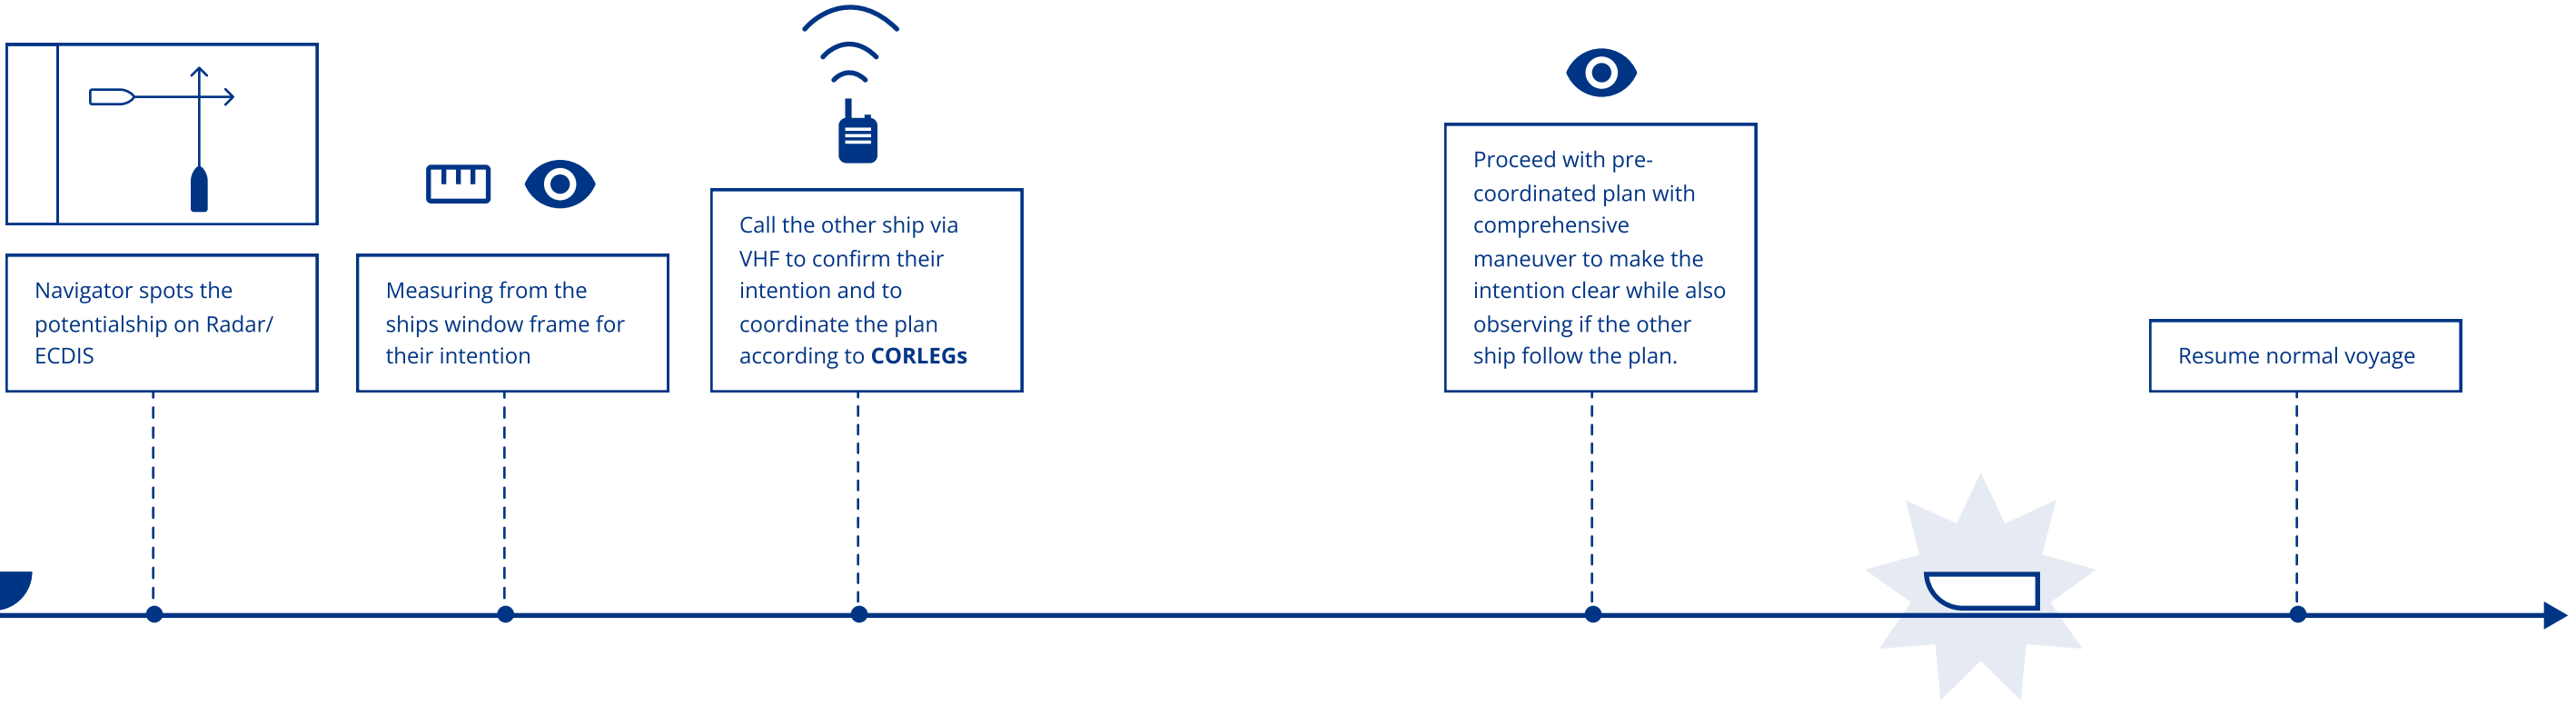 Navigator spots the
potentialship on Radar/
ECDIS
Measuring from the
ships window frame for
their intention
Call the other ship via
VHF to confirm their
intention and to
coordinate the plan
according to CORLEGs
Proceed with pre-
coordinated plan with
comprehensive
maneuver to make the
intention clear while also
observing if the other
ship follow the plan.
Resume normal voyage